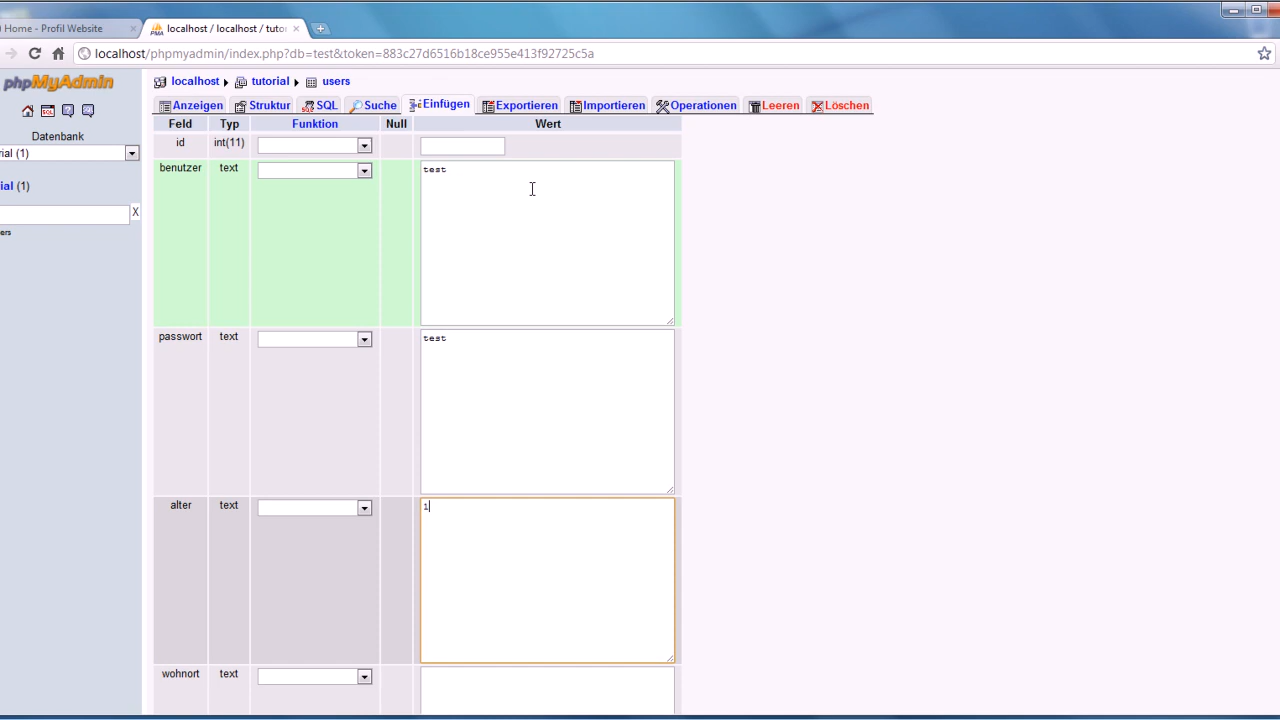 Home - Profil Website
localhost / localhost / tuto
localhost/phpmyadmin/index.php?db=test&token=883c27d6516b18ce955e413f92725c5a
phpMyAdmin
localhost tutorial users
Anzeigen Struktur SQL Suche Einfügen Exportieren Importieren Operationen Leeren Löschen
Datenbank
rial (1)
ial (1)
X
ers
Feld Typ Funktion Null Wert
id int(11)
benutzer text test
passwort text test
alter text 1
wohnort text